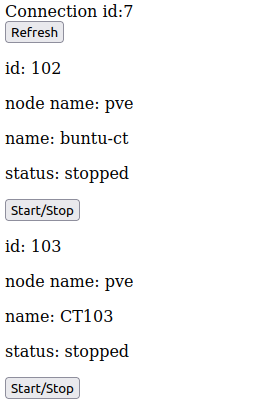 Connection id:7
Refresh
id: 102
node name: pve
name: buntu-ct
status: stopped
Start/Stop
id: 103
node name: pve
name: CT103
status: stopped
Start/Stop